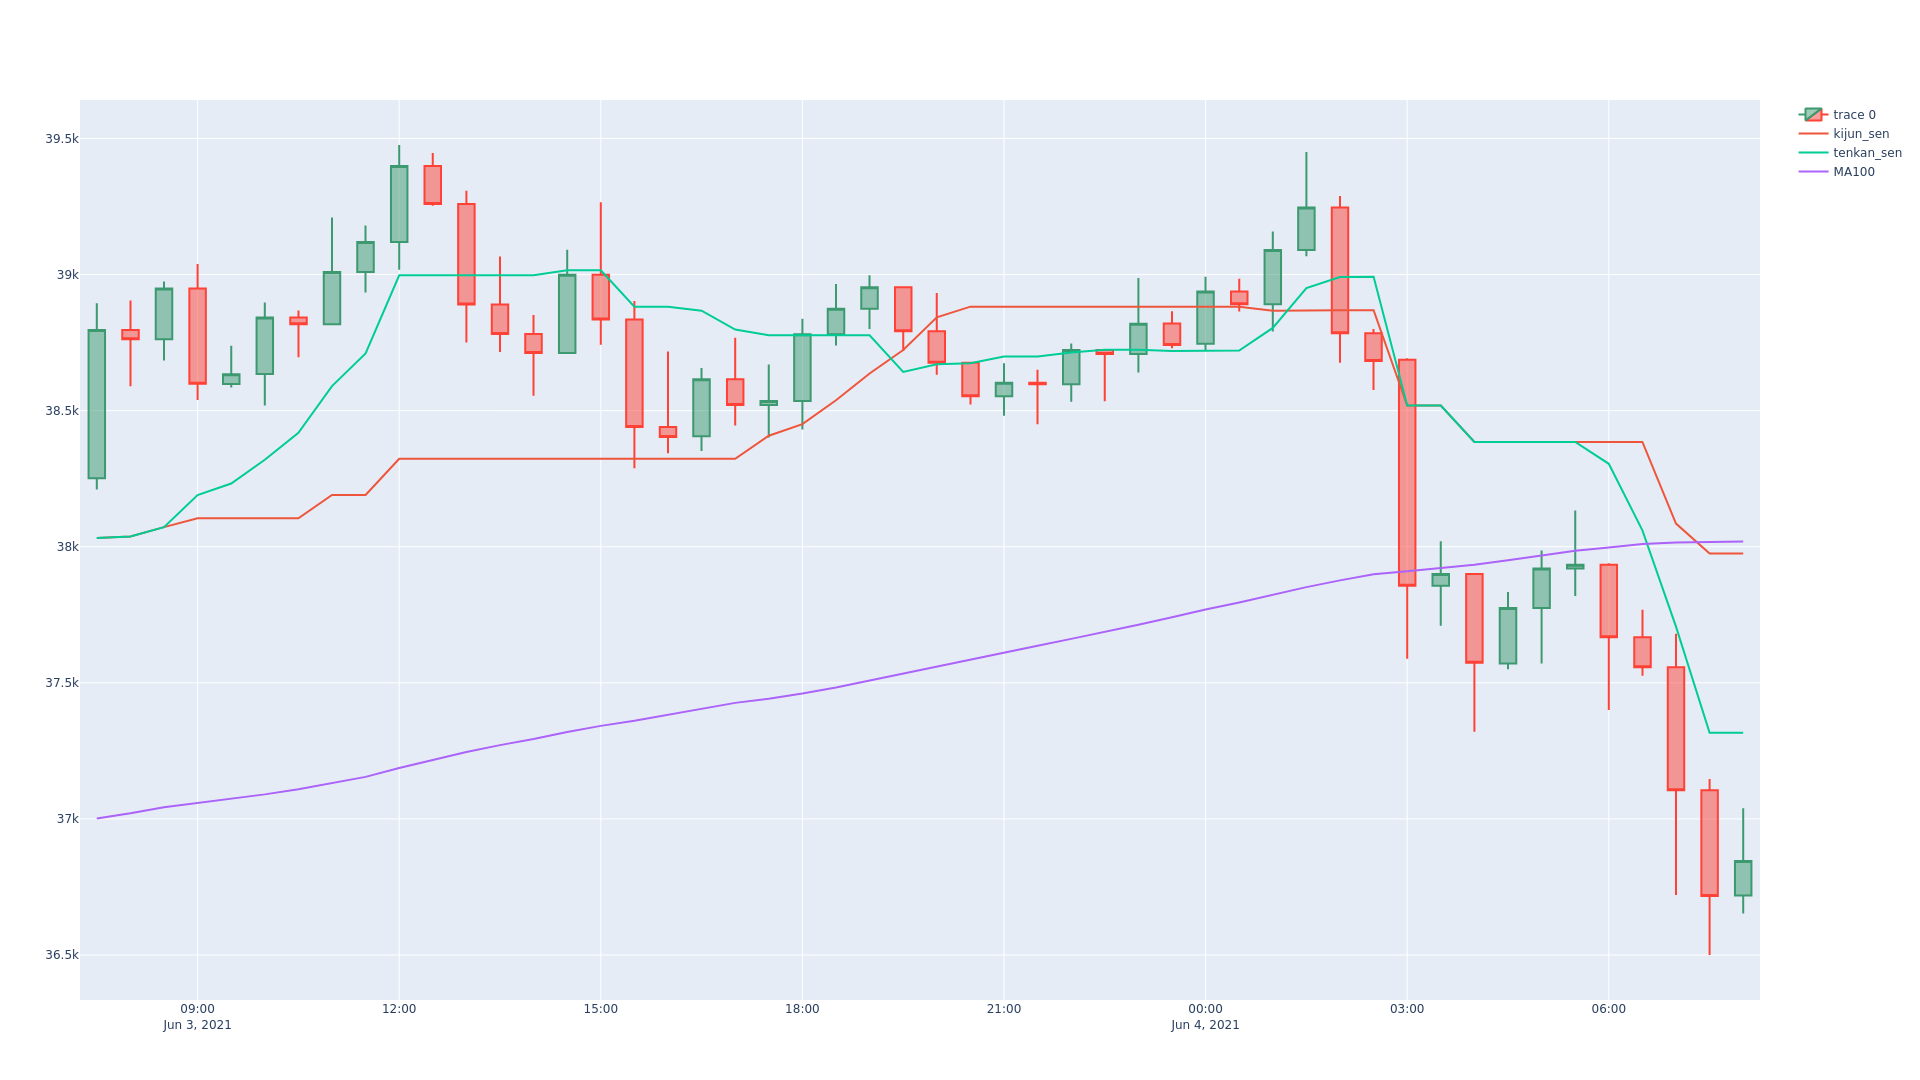 trace 0
kijun_sen
tenkan_sen
MA100
39.5k
39k
38.5k
38k
37.5k
37k
36.5k
09:00 12:00 15:00 18:00 21:00 00:00 03:00 06:00
Jun 3, 2021 Jun 4, 2021